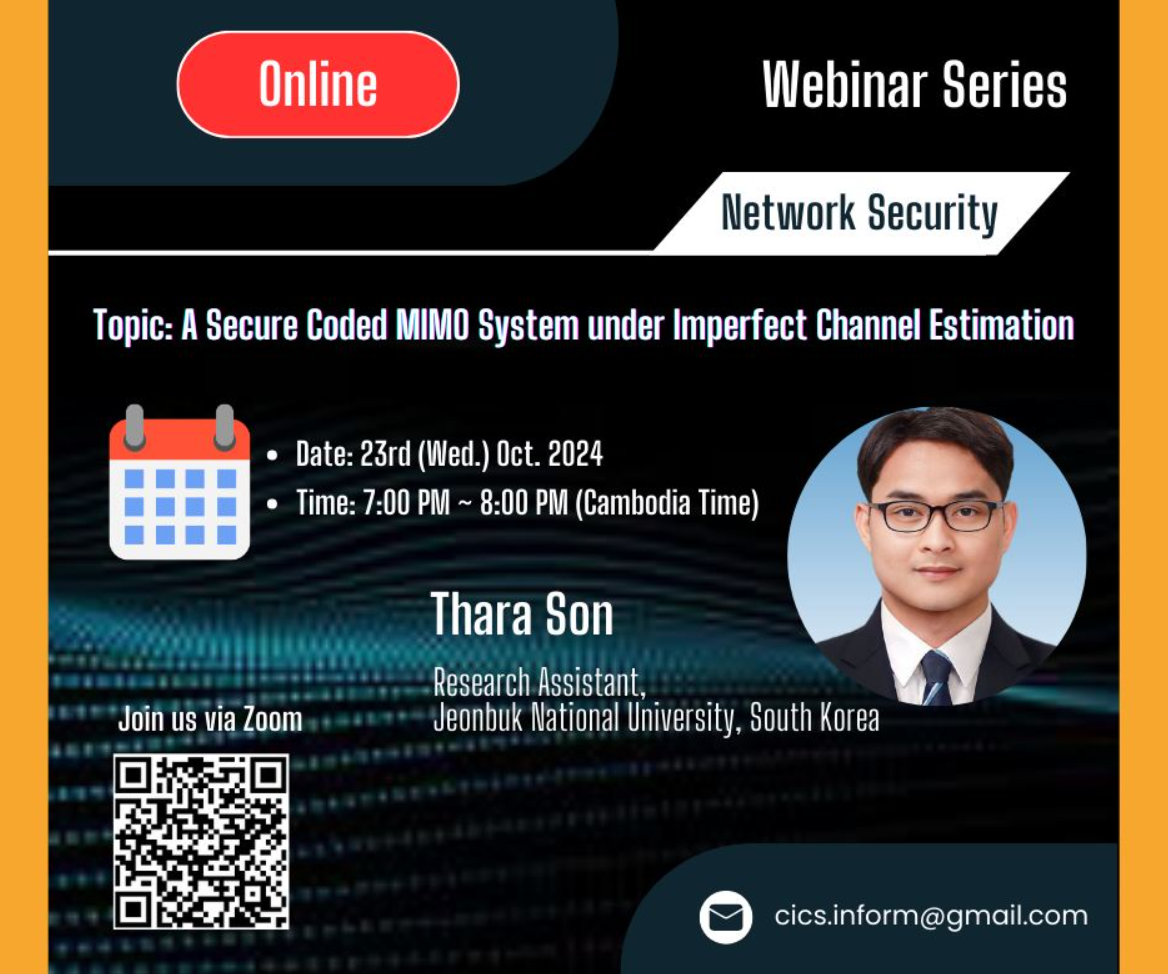 Online
Webinar Series
Network Security
Topic: A Secure Coded MIMO System under Imperfect Channel Estimation
• Date: 23rd (Wed.) Oct. 2024
• Time: 7:00 PM ~ 8:00 PM (Cambodia Time)
Thara Son
Research Assistant,
Jeonbuk National University, South Korea
Join us via Zoom
cics.inform@gmail.com